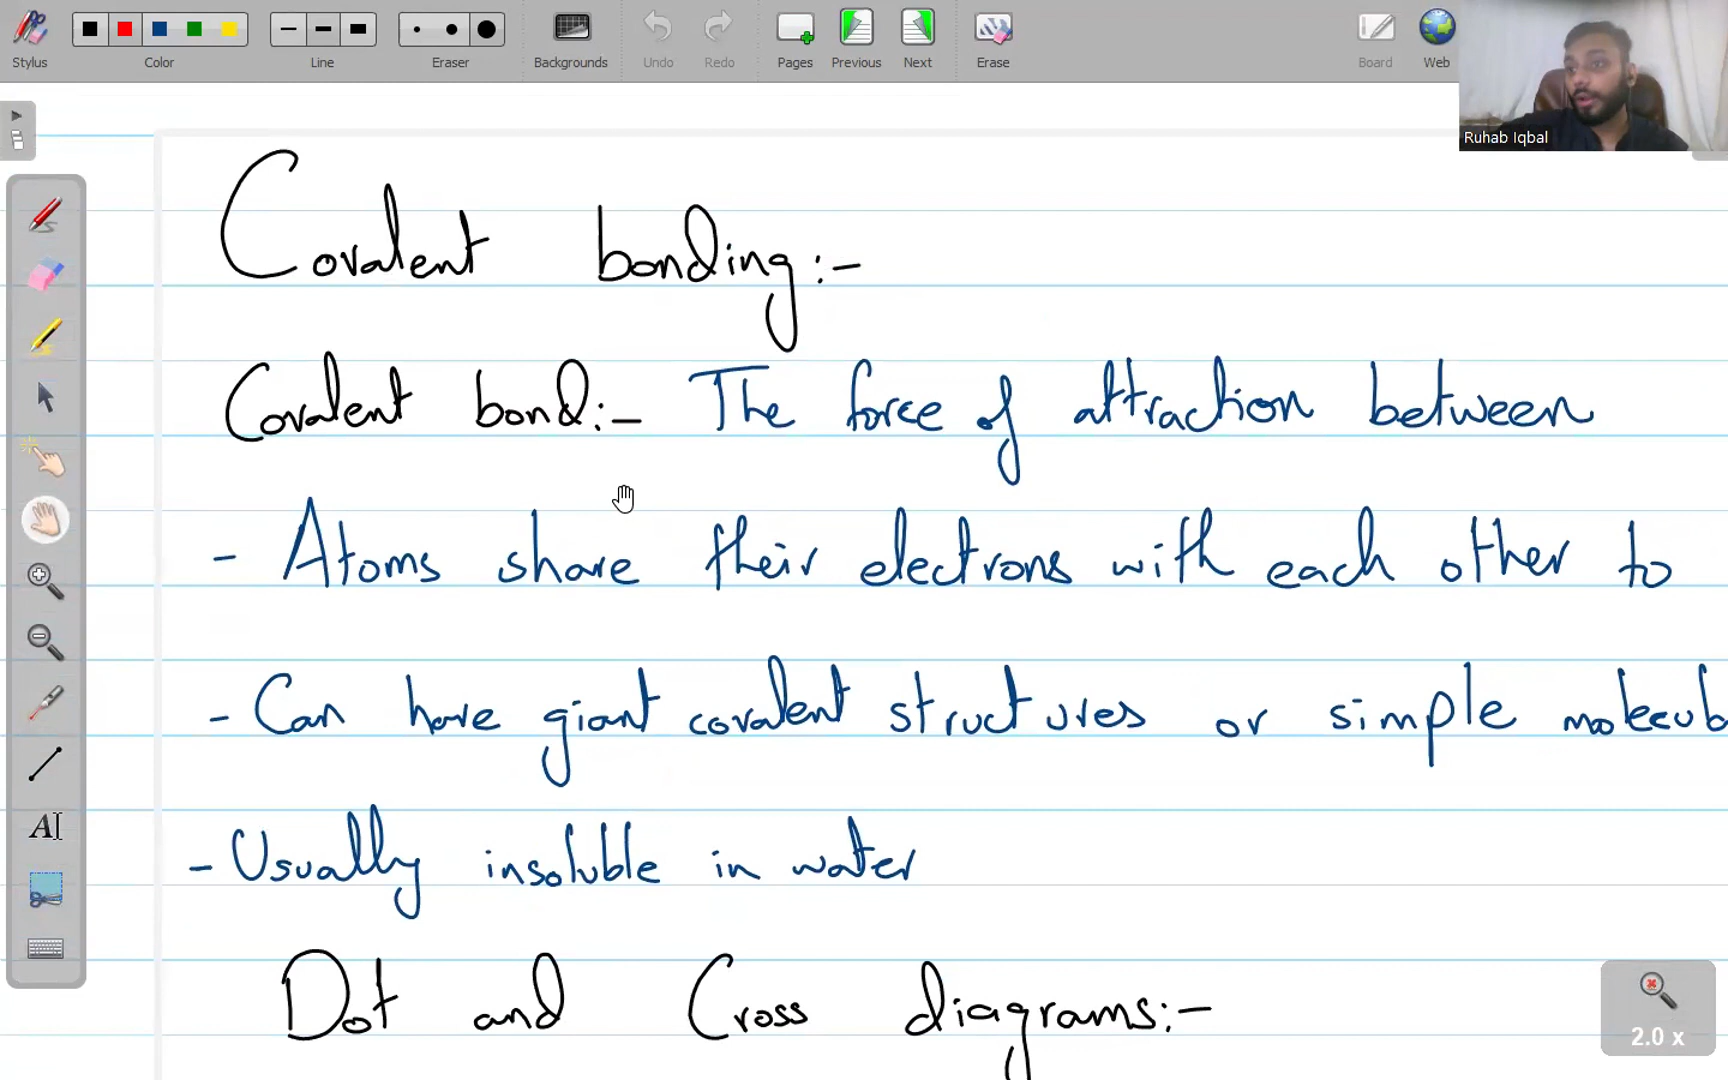 Stylus
Color
Line
Eraser
Backgrounds
Undo
Redo
Pages
Previous
Next
Erase
Board
Web
Ruhab Iqbal
Covalent bonding:-
Covalent bond:- The force of attraction between
- Atoms share their electrons with each other to
- Can have giant covalent structures or simple
- Usually insoluble in water
Dot and Cross diagrams:-
AI
2.0 x